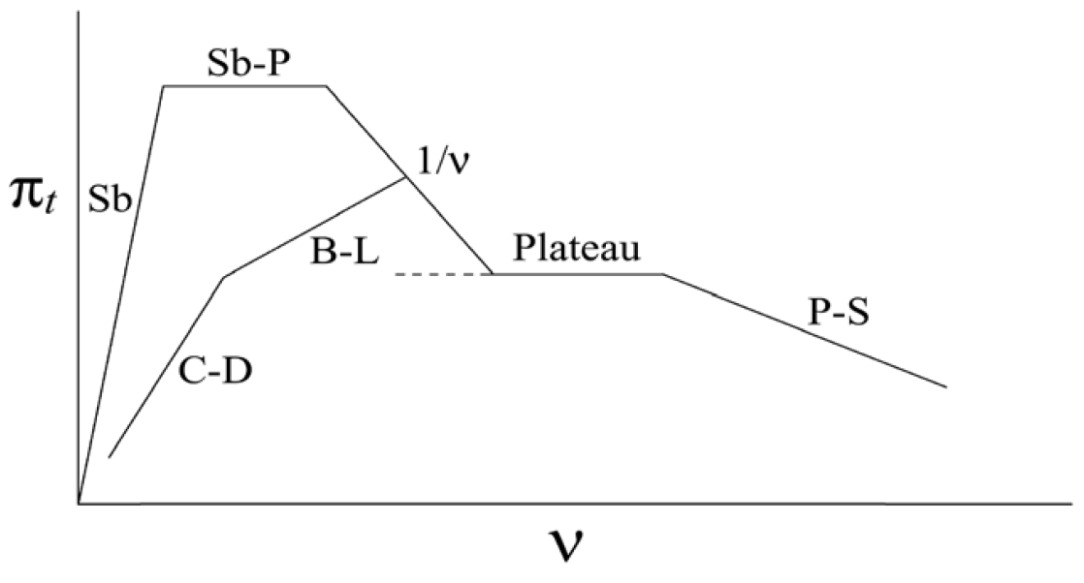 Sb-P
1/ν
πt
Sb
B-L
Plateau
P-S
C-D
ν